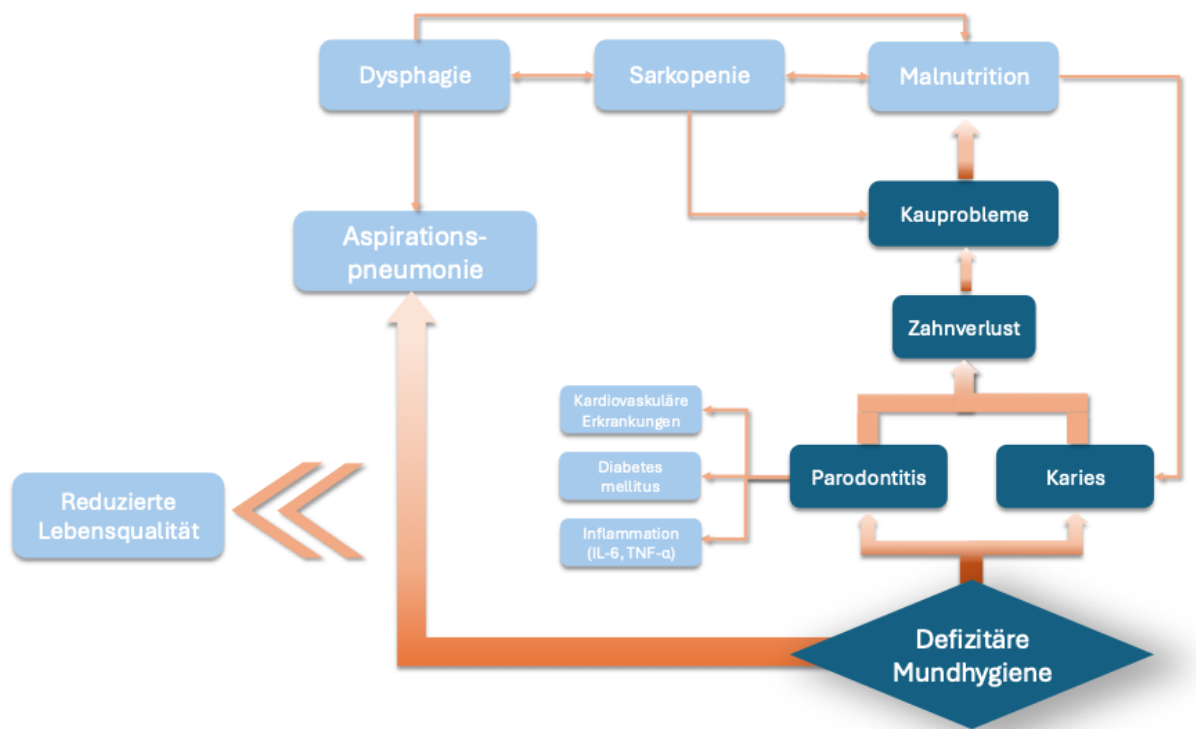 Dysphagie
Sarkopenie
Malnutrition
Kauprobleme
Aspirations-
pneumonie
Zahnverlust
Kardiovaskuläre
Erkrankungen
Diabetes
mellitus
Parodontitis
Karies
Reduzierte
Lebensqualität
Inflammation
(IL-6, TNF-α)
Defizitäre
Mundhygiene